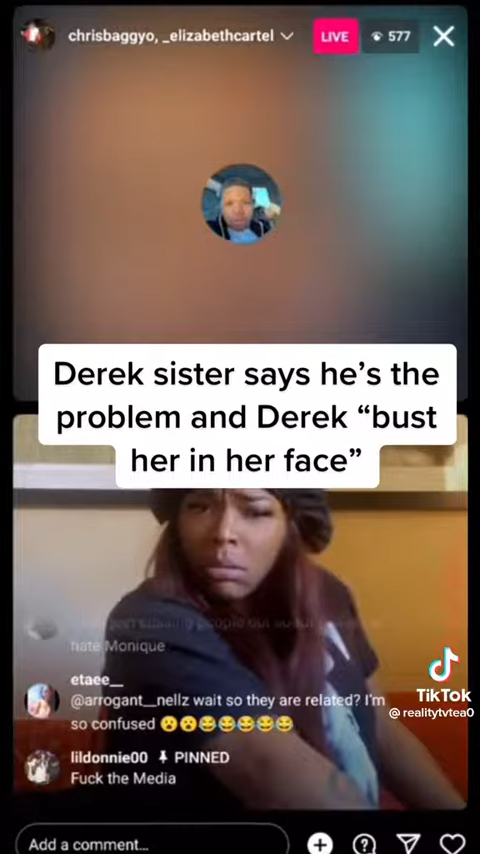 chrisbaggyo, _elizabethcartel
LIVE
577
Derek sister says he’s the
problem and Derek “bust
her in her face”
hate Monique
etaee__
@arrogant__nellz wait so they are related? I'm
so confused 😮😮😂😂😂😂😂
lildonnie00 📌 PINNED
Fuck the Media
TikTok
@ realitytvtea0
Add a comment...